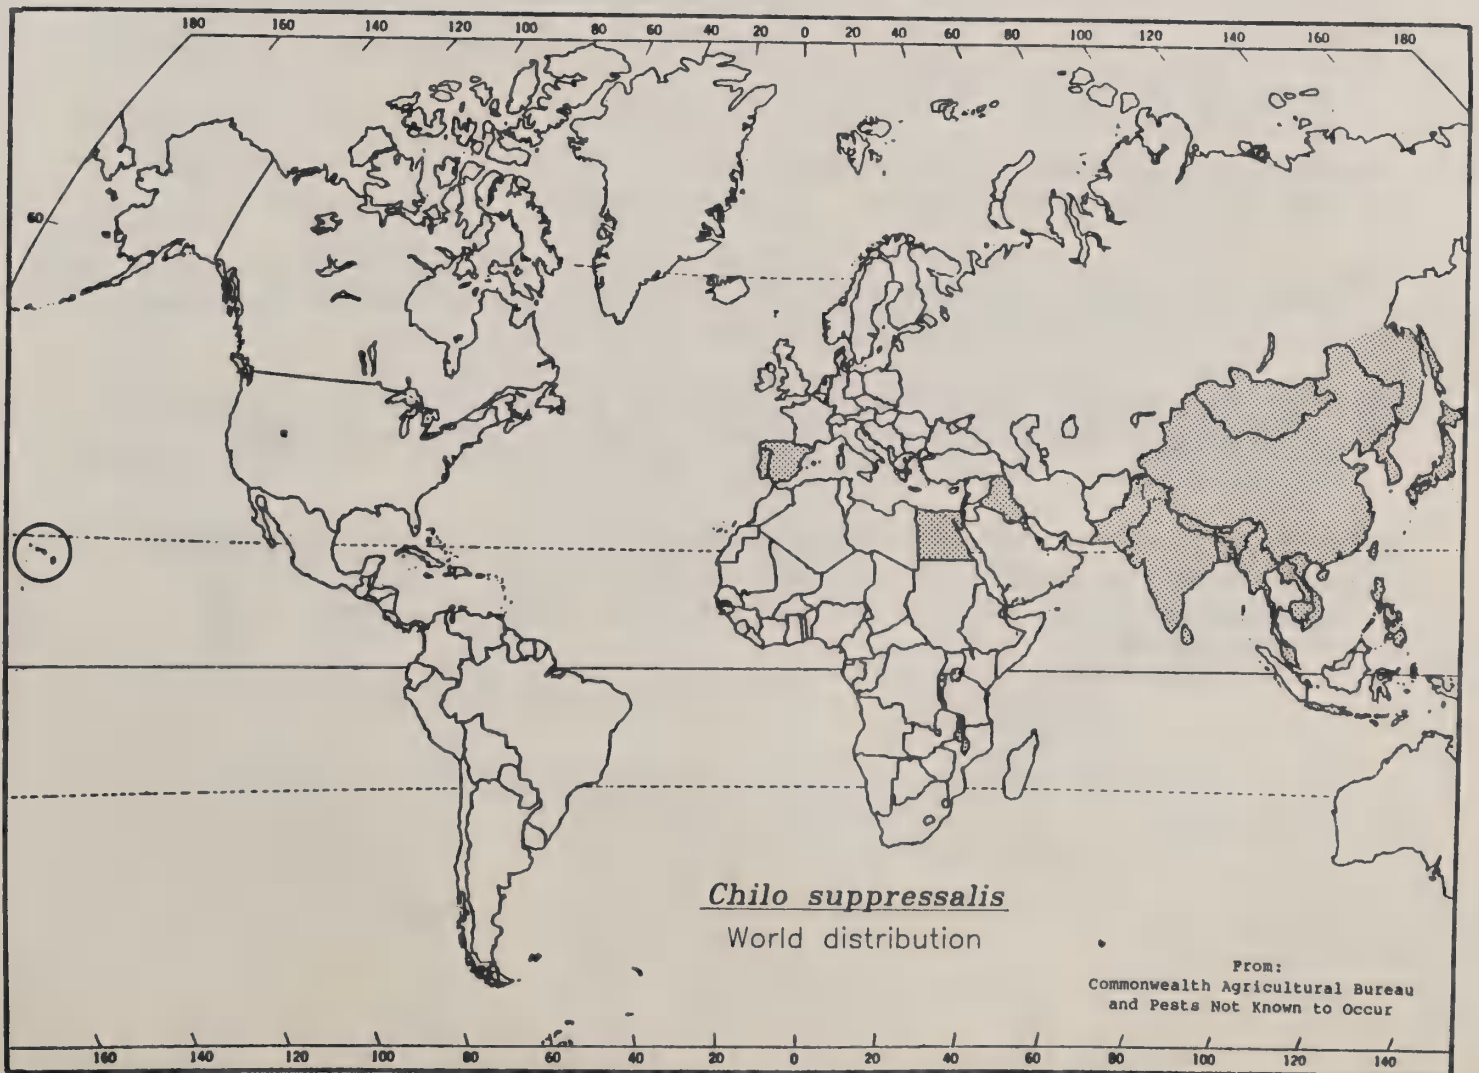 180 160 140 120 100 80 60 40 20 0 20 40 60 80 100 120 140 160 180
60
Chilo suppressalis
World distribution
From:
Commonwealth Agricultural Bureau
and Pests Not Known to Occur
160 140 120 100 80 60 40 20 0 20 40 60 80 100 120 140